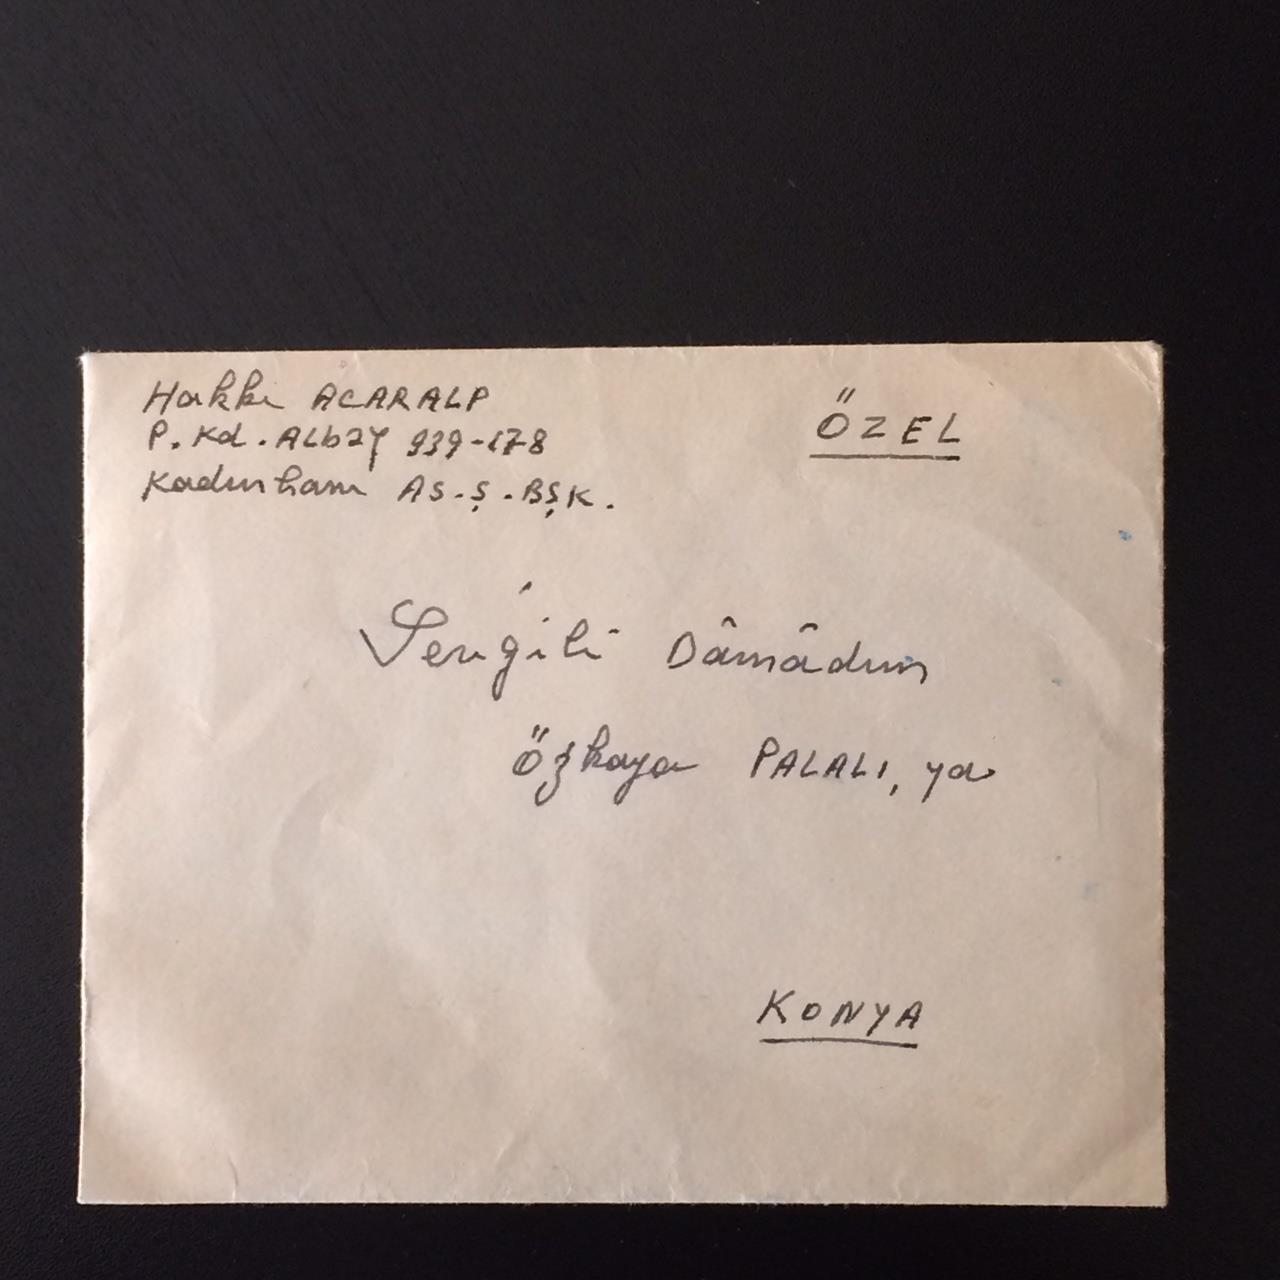 Hakkı ACARALP
P. Kd. ALbay 939-178
Kadınhanı AS. Ş. BŞK.
ÖZEL
Sevgili Dâmâdım
Özkaya PALALI, ya
KONYA